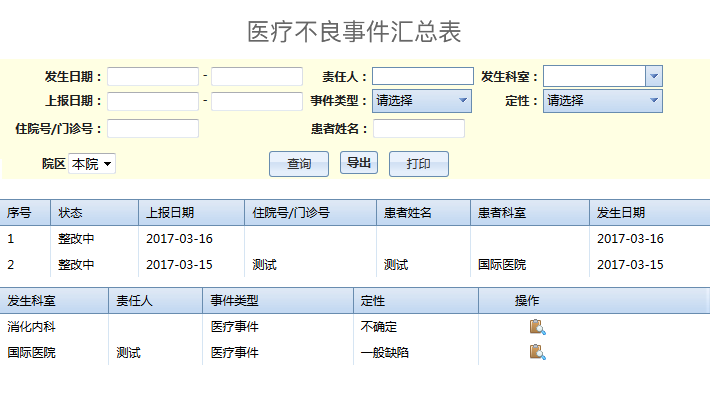 医疗不良事件汇总表
发生日期： - 责任人： 发生科室：
上报日期： - 事件类型： 请选择 定性： 请选择
住院号/门诊号： 患者姓名：
院区 本院 查询 导出 打印
序号 状态 上报日期 住院号/门诊号 患者姓名 患者科室 发生日期
1 整改中 2017-03-16 2017-03-16
2 整改中 2017-03-15 测试 测试 国际医院 2017-03-15
发生科室 责任人 事件类型 定性 操作
消化内科 医疗事件 不确定
国际医院 测试 医疗事件 一般缺陷